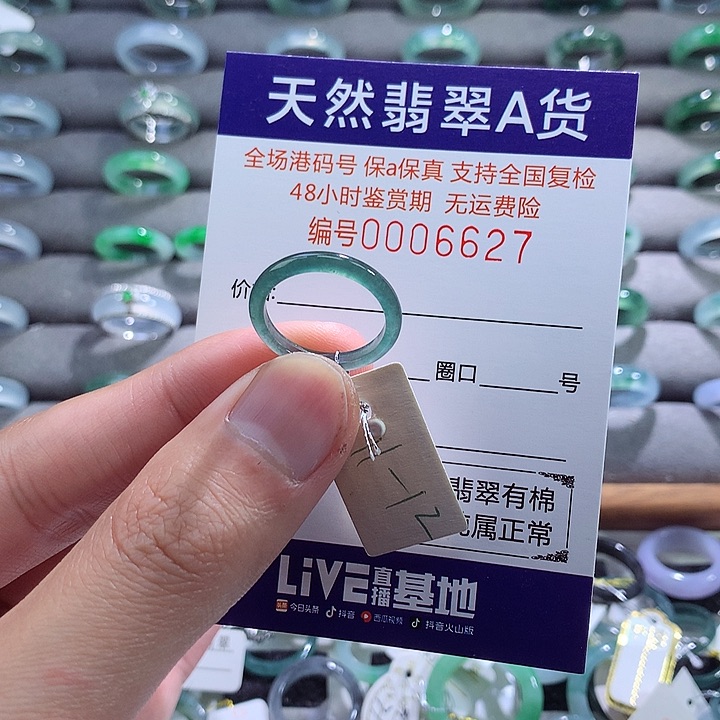 天然翡翠A货
全场港码号 保a保真 支持全国复检
48小时鉴赏期 无运费险
编号0006627
价
圈口 号
翡翠有棉
属正常
LiVE直播基地
今日头条 抖音 西瓜视频 抖音火山版